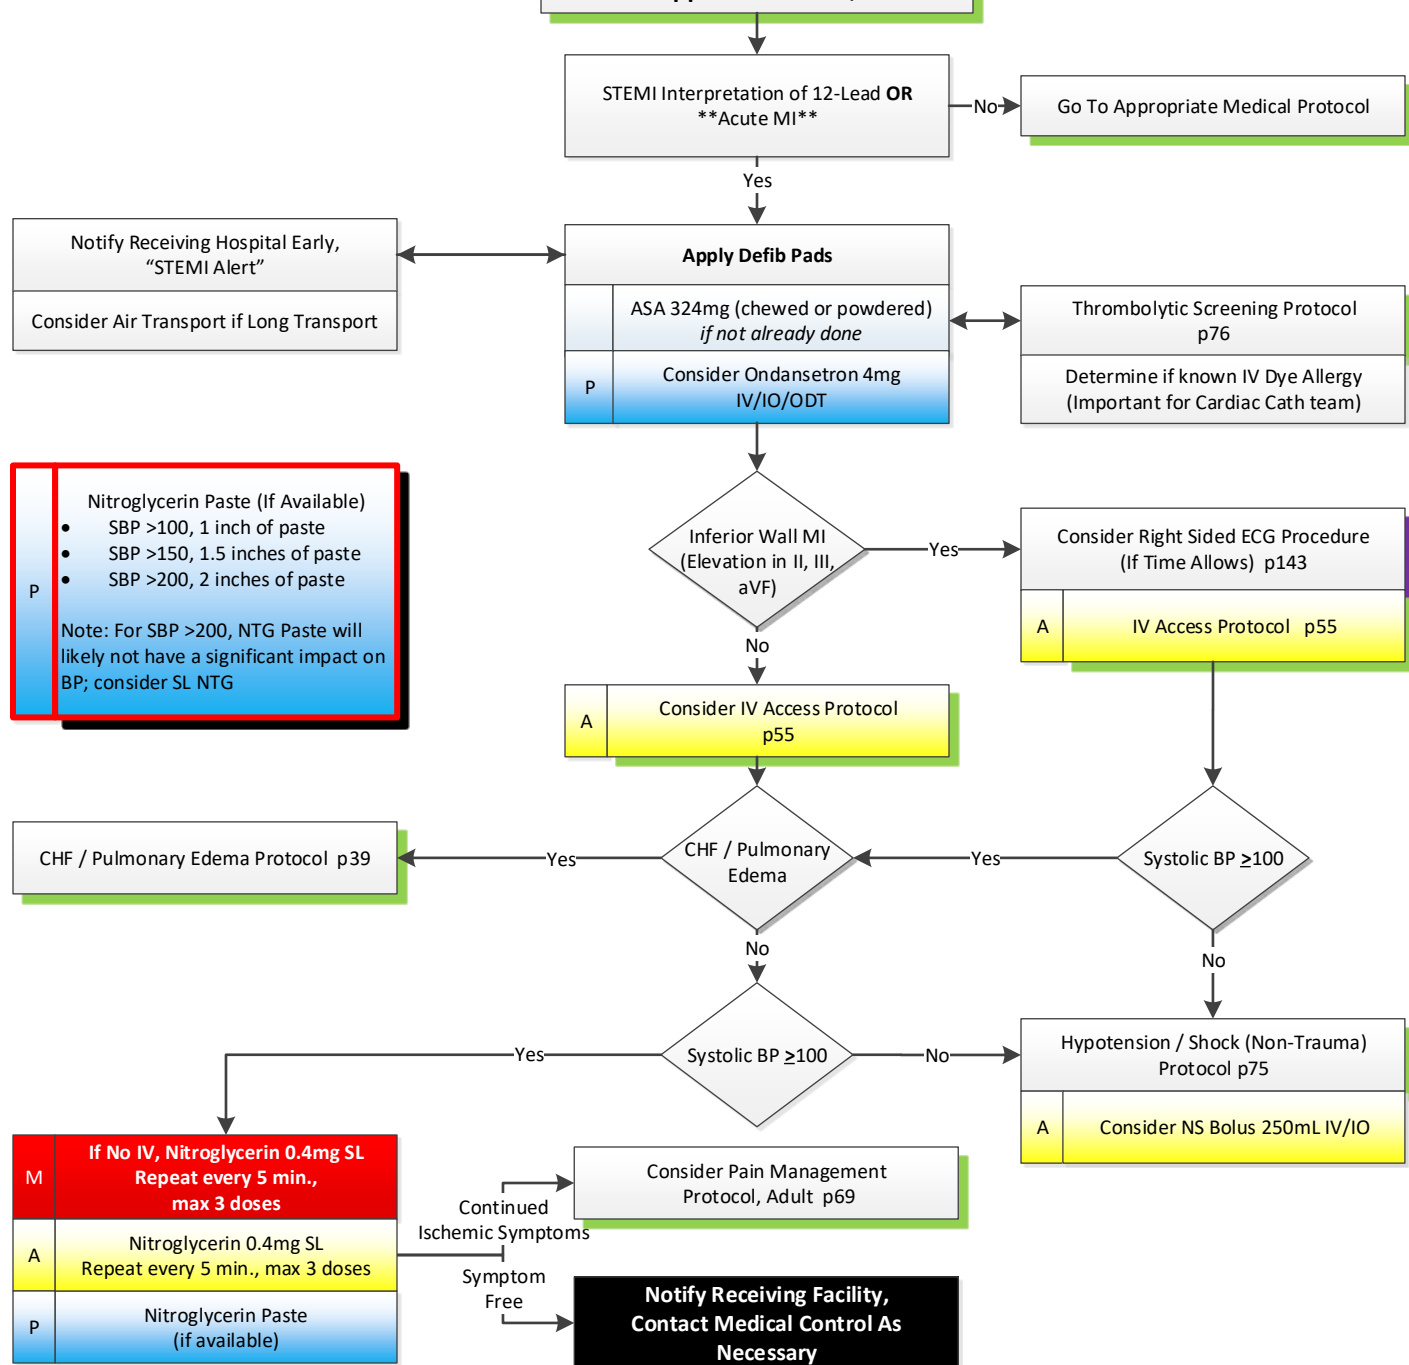 STEMI Interpretation of 12-Lead OR
**Acute MI**
No
Go To Appropriate Medical Protocol
Yes
Notify Receiving Hospital Early,
“STEMI Alert”
Consider Air Transport if Long Transport
Apply Defib Pads
ASA 324mg (chewed or powdered)
if not already done
P
Consider Ondansetron 4mg
IV/IO/ODT
Thrombolytic Screening Protocol
p76
Determine if known IV Dye Allergy
(Important for Cardiac Cath team)
P
Nitroglycerin Paste (If Available)
• SBP >100, 1 inch of paste
• SBP >150, 1.5 inches of paste
• SBP >200, 2 inches of paste
Note: For SBP >200, NTG Paste will
likely not have a significant impact on
BP; consider SL NTG
Inferior Wall MI
(Elevation in II, III,
aVF)
Yes
Consider Right Sided ECG Procedure
(If Time Allows) p143
A
IV Access Protocol p55
No
A
Consider IV Access Protocol
p55
CHF / Pulmonary Edema Protocol p39
Yes
CHF / Pulmonary
Edema
Yes
Systolic BP ≥100
No
No
Yes
Systolic BP ≥100
No
Hypotension / Shock (Non-Trauma)
Protocol p75
A
Consider NS Bolus 250mL IV/IO
M
If No IV, Nitroglycerin 0.4mg SL
Repeat every 5 min.,
max 3 doses
A
Nitroglycerin 0.4mg SL
Repeat every 5 min., max 3 doses
P
Nitroglycerin Paste
(if available)
Continued
Ischemic Symptoms
Consider Pain Management
Protocol, Adult p69
Symptom
Free
Notify Receiving Facility,
Contact Medical Control As
Necessary